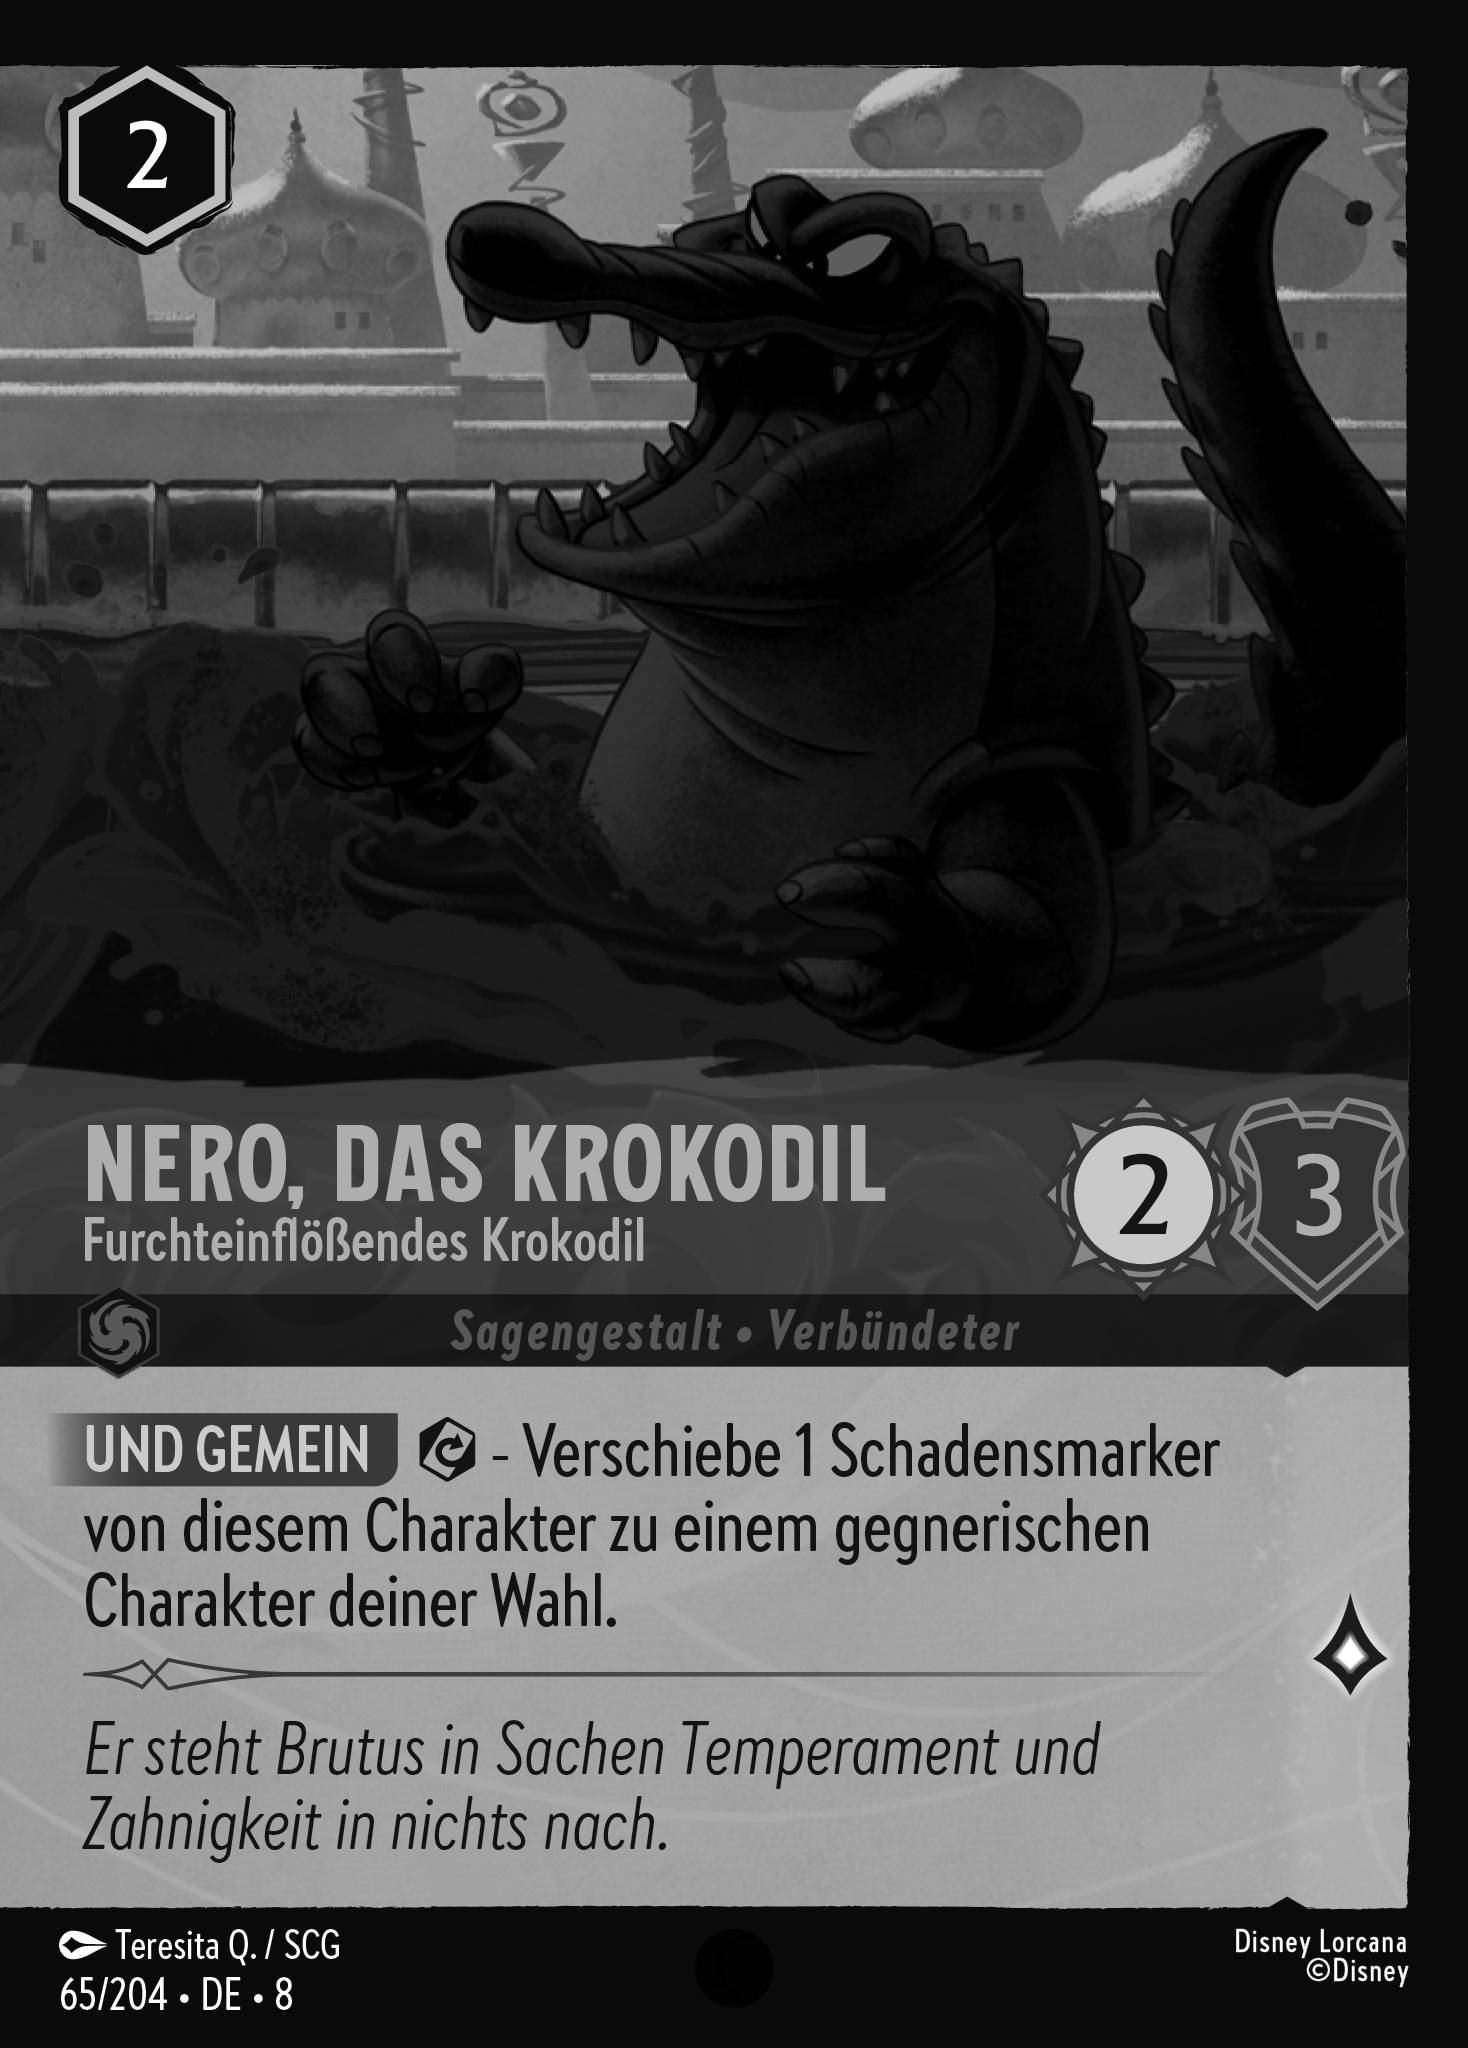 2
NERO, DAS KROKODIL
2 3
Furchteinflößendes Krokodil
Sagengestalt • Verbündeter
UND GEMEIN - Verschiebe 1 Schadensmarker
von diesem Charakter zu einem gegnerischen
Charakter deiner Wahl.
Er steht Brutus in Sachen Temperament und
Zahnigkeit in nichts nach.
Teresita Q. / SCG
65/204 • DE • 8
Disney Lorcana
©Disney